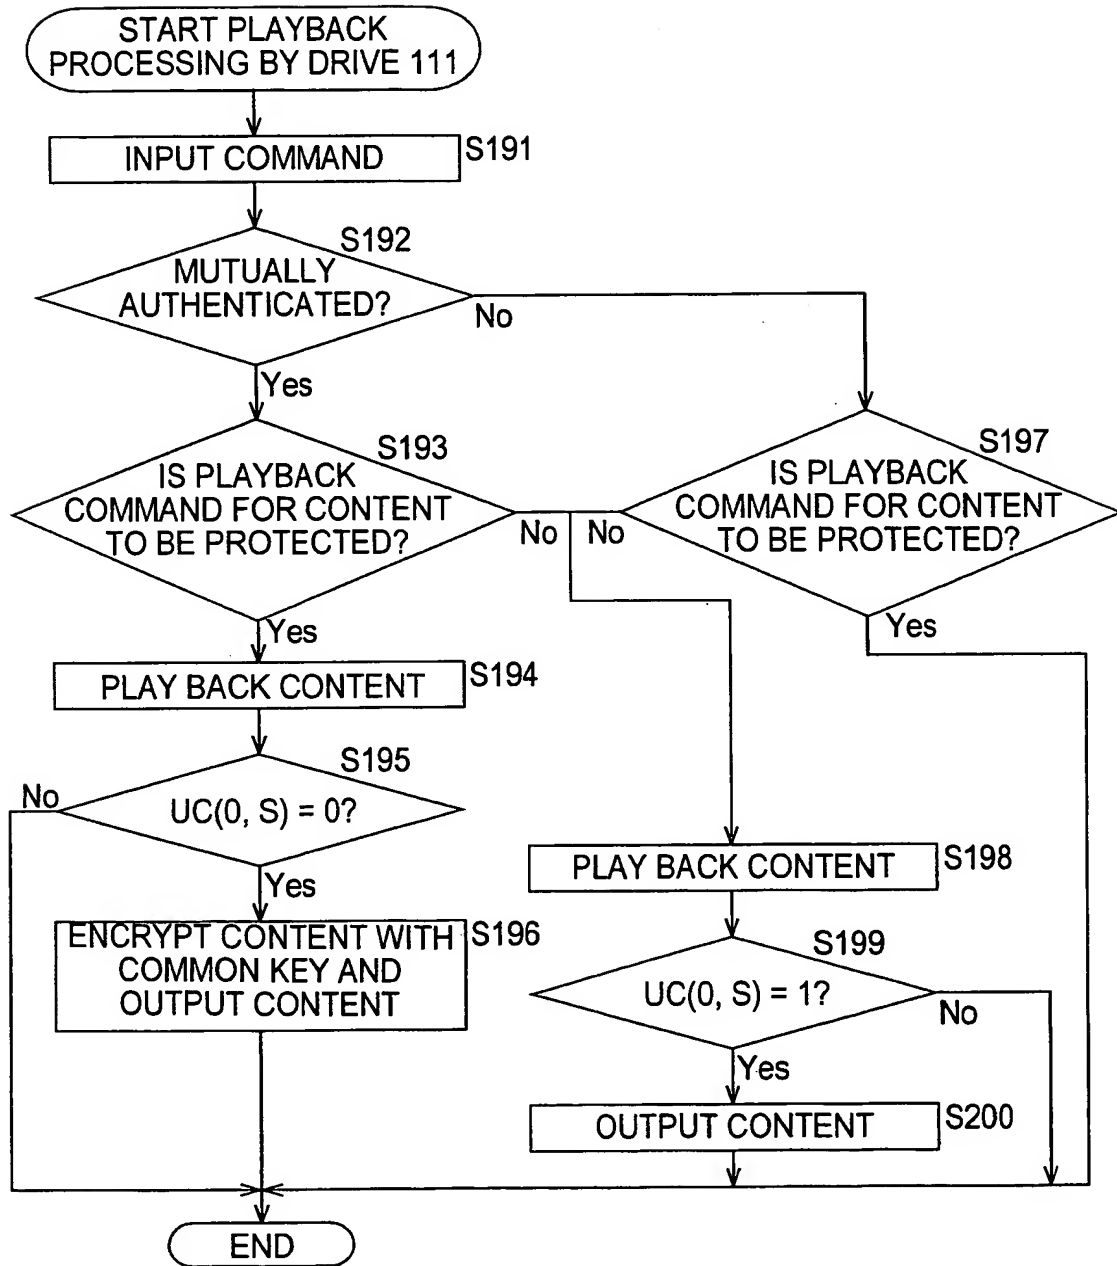 START PLAYBACK
PROCESSING BY DRIVE 111
INPUT COMMAND
S191
S192
MUTUALLY
AUTHENTICATED?
No
Yes
S193
IS PLAYBACK
COMMAND FOR CONTENT
TO BE PROTECTED?
No
No
S197
IS PLAYBACK
COMMAND FOR CONTENT
TO BE PROTECTED?
Yes
Yes
PLAY BACK CONTENT
S194
S195
No
UC(0, S) = 0?
Yes
ENCRYPT CONTENT WITH
COMMON KEY AND
OUTPUT CONTENT
S196
PLAY BACK CONTENT
S198
S199
UC(0, S) = 1?
No
Yes
OUTPUT CONTENT
S200
END